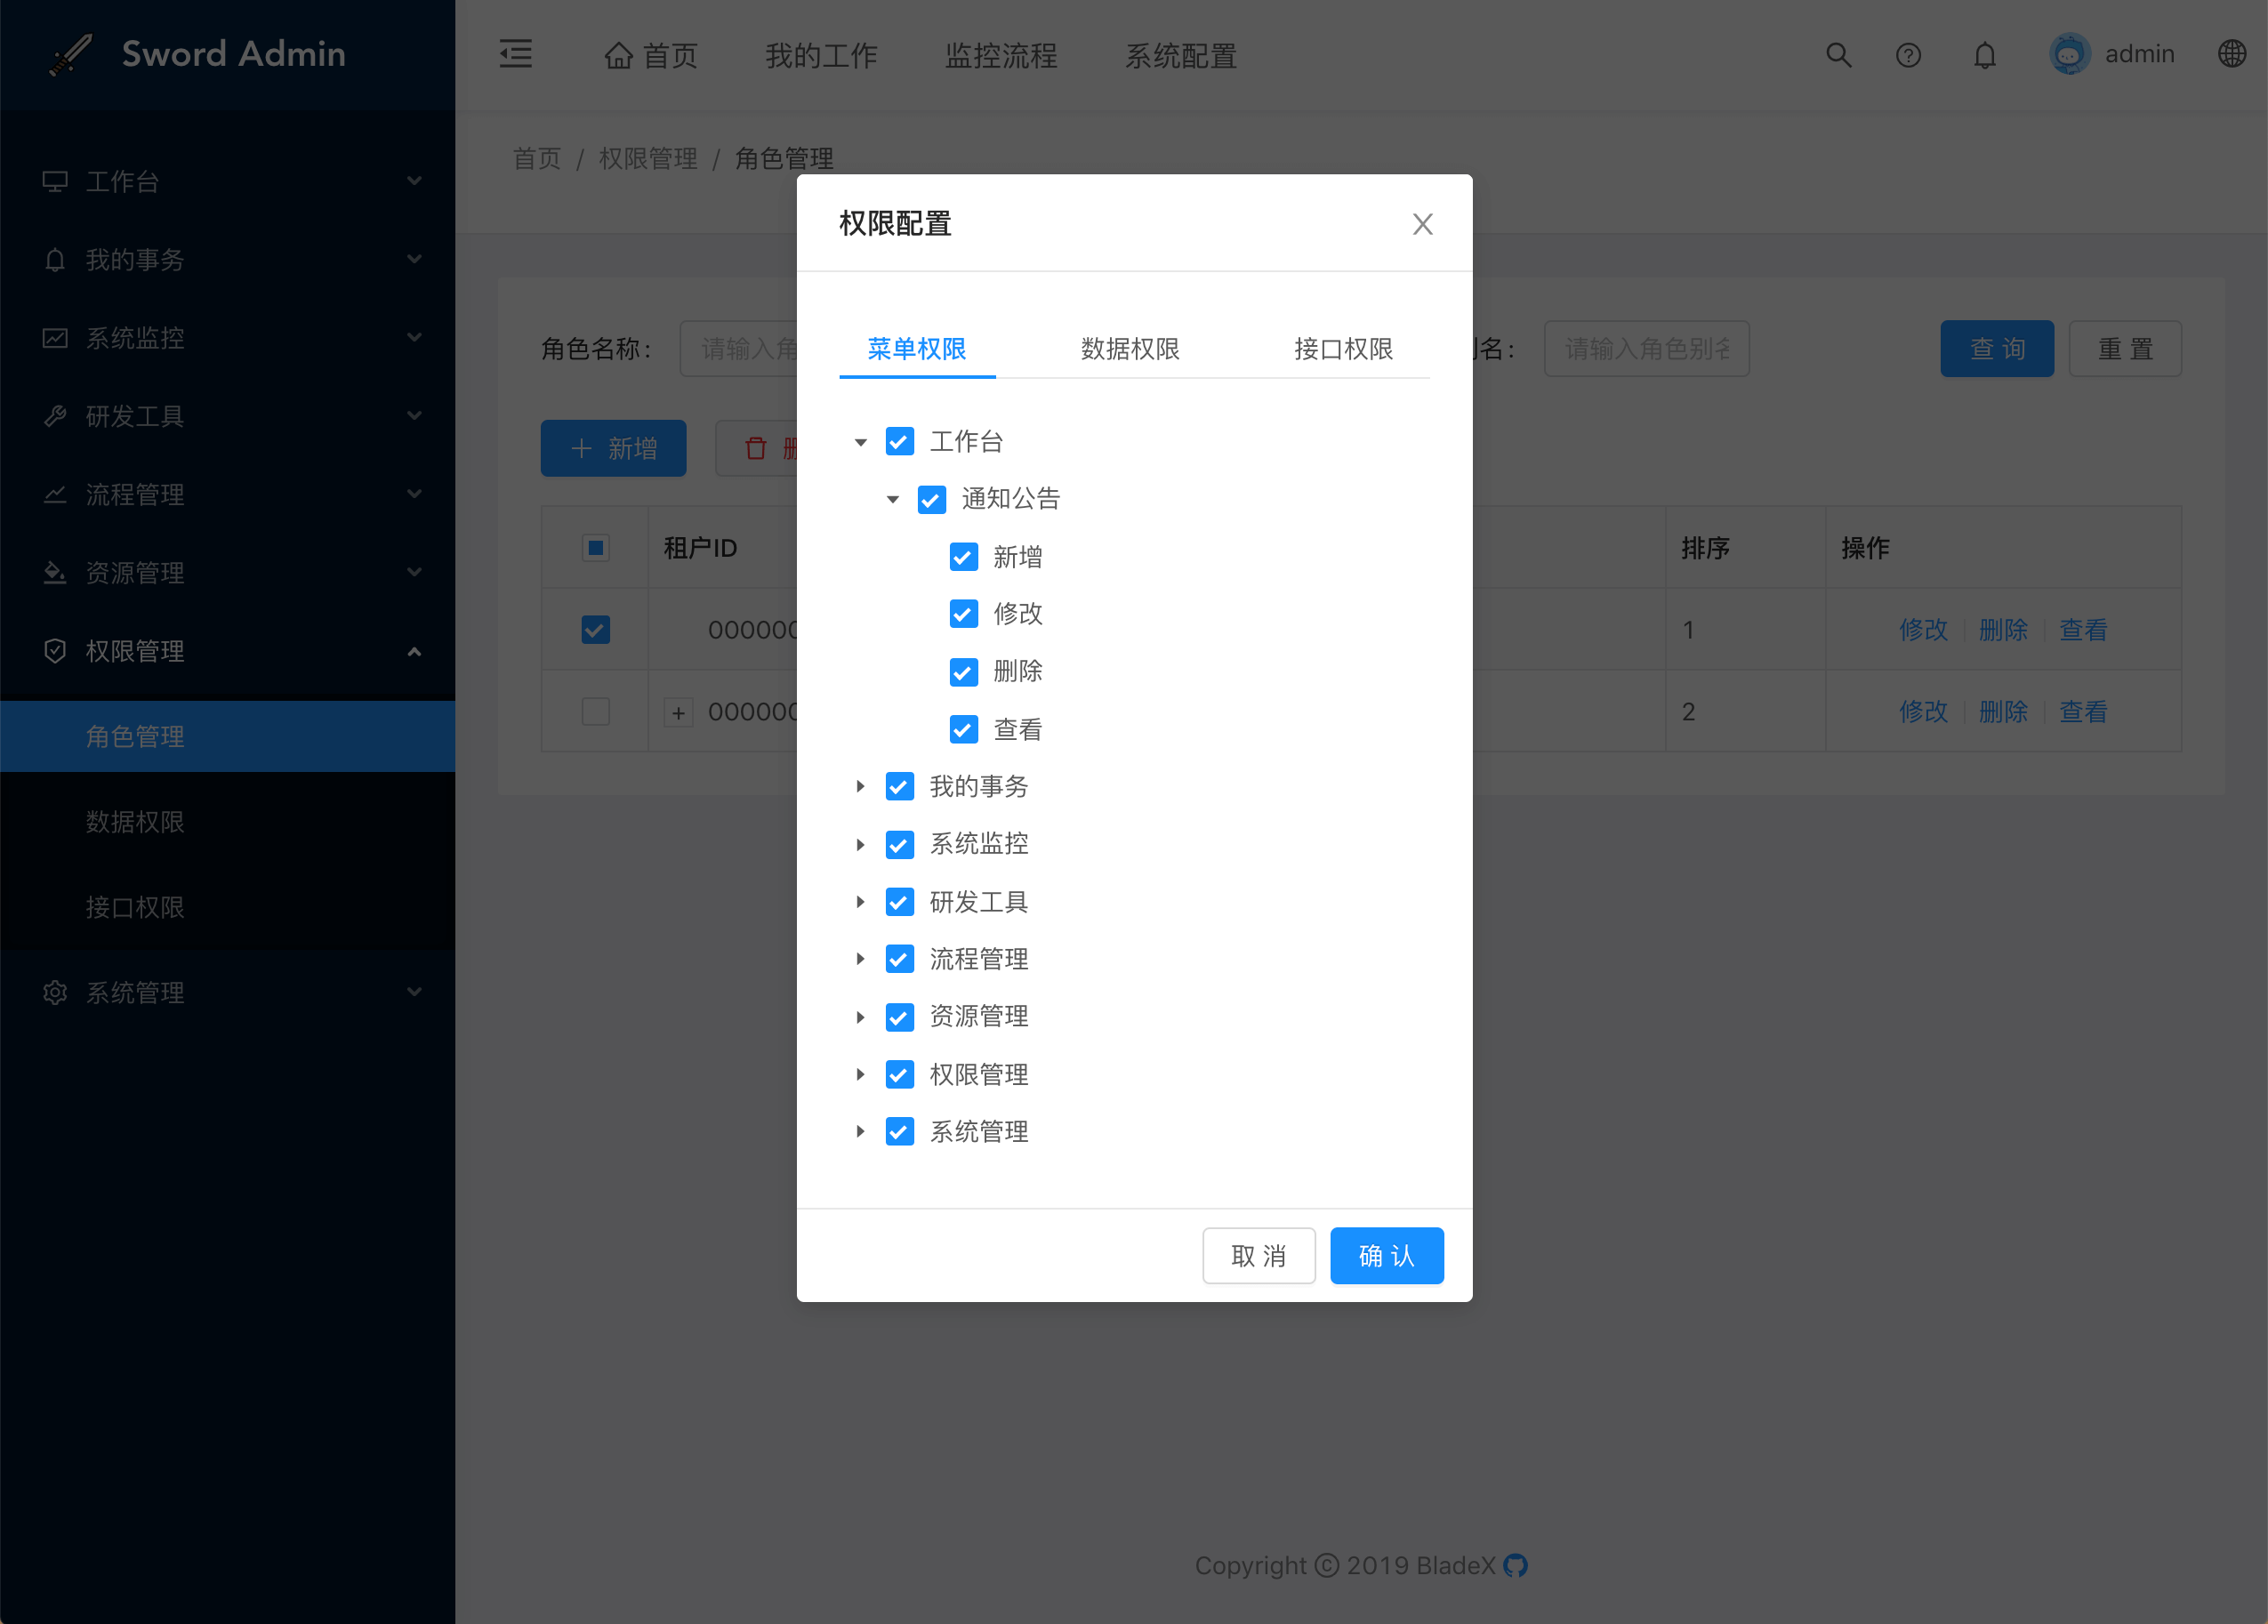 Sword Admin
首页 我的工作 监控流程 系统配置 admin
工作台
我的事务
系统监控
研发工具
流程管理
资源管理
权限管理
角色管理
数据权限
接口权限
系统管理
首页 / 权限管理 / 角色管理
角色名称： 请输入角
名： 请输入角色别名 查 询 重 置
新增
租户ID 排序 操作
000000 1 修改 删除 查看
000000 2 修改 删除 查看
权限配置
菜单权限 数据权限 接口权限
工作台
通知公告
新增
修改
删除
查看
我的事务
系统监控
研发工具
流程管理
资源管理
权限管理
系统管理
取 消 确 认
Copyright © 2019 BladeX